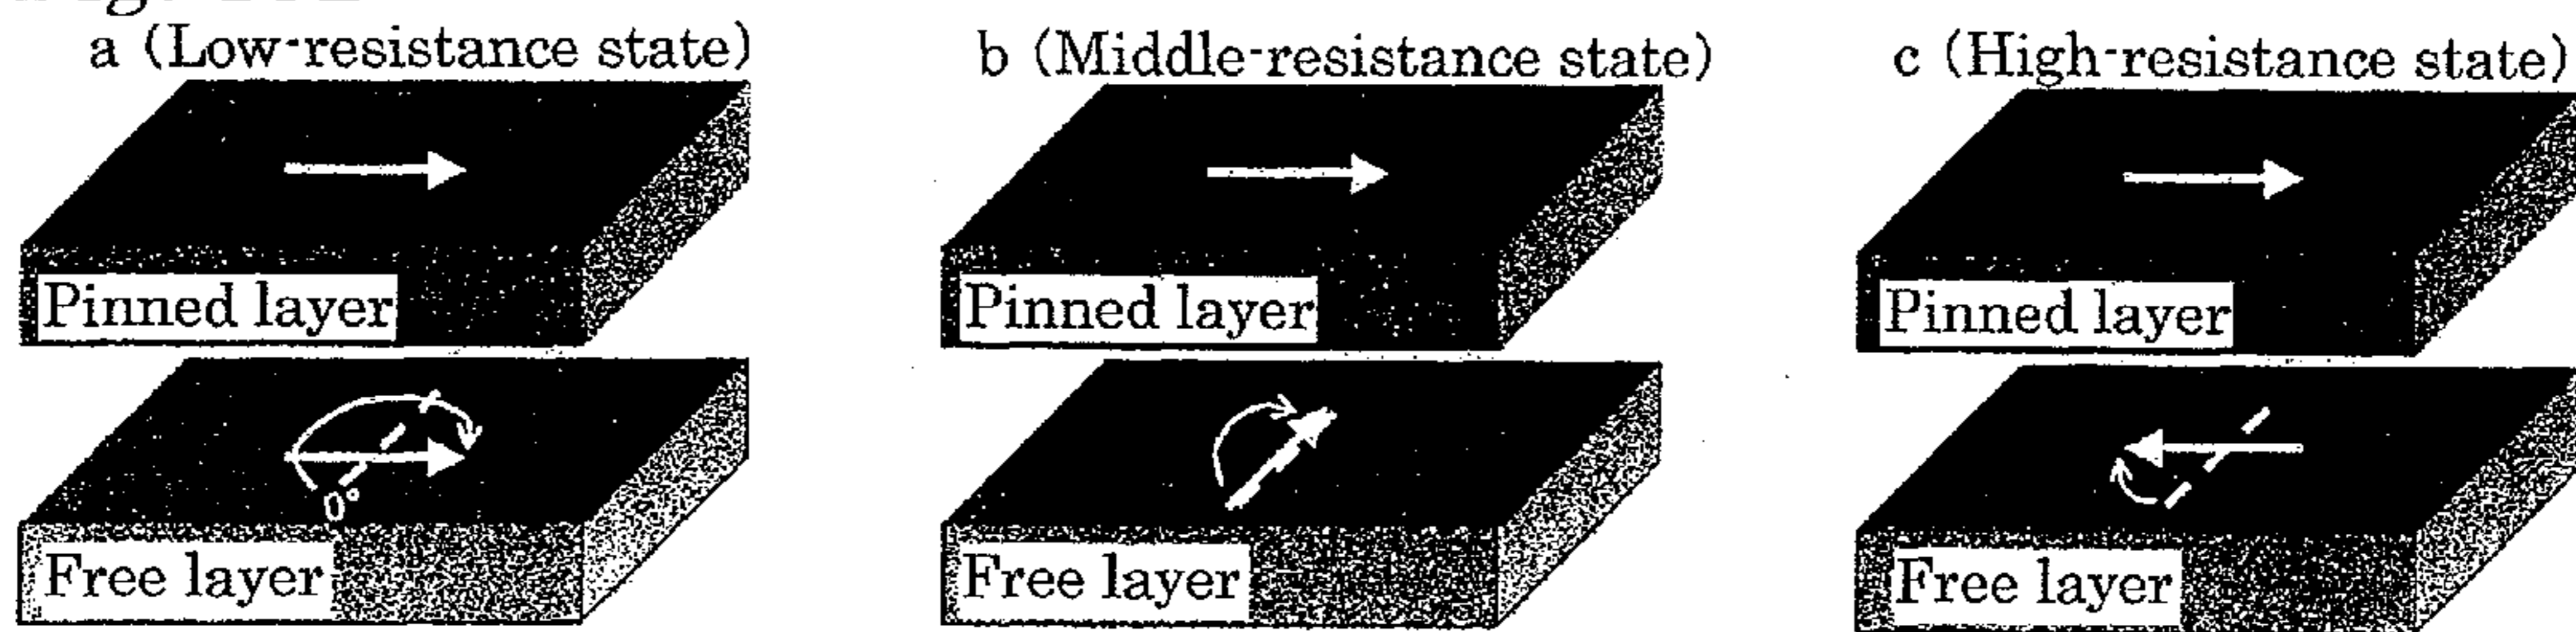 a (Low-resistance state)
b (Middle-resistance state)
c (High-resistance state)
Pinned layer
Pinned layer
Pinned layer
0°
Free layer
Free layer
Free layer